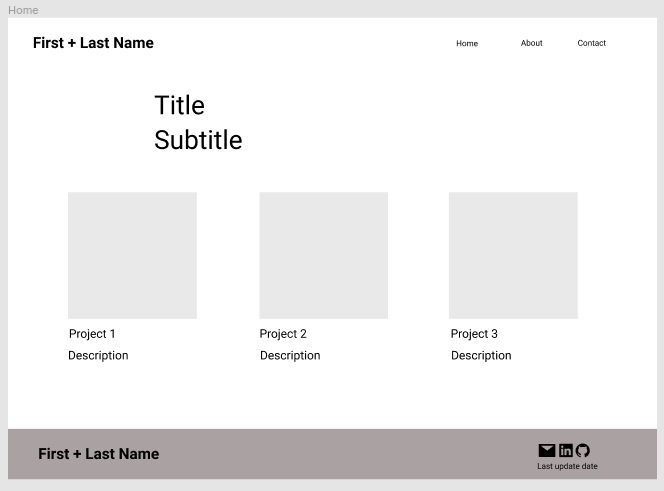 Home
First + Last Name
Home About Contact
Title
Subtitle
Project 1 Project 2 Project 3
Description Description Description
First + Last Name
in
Last update date